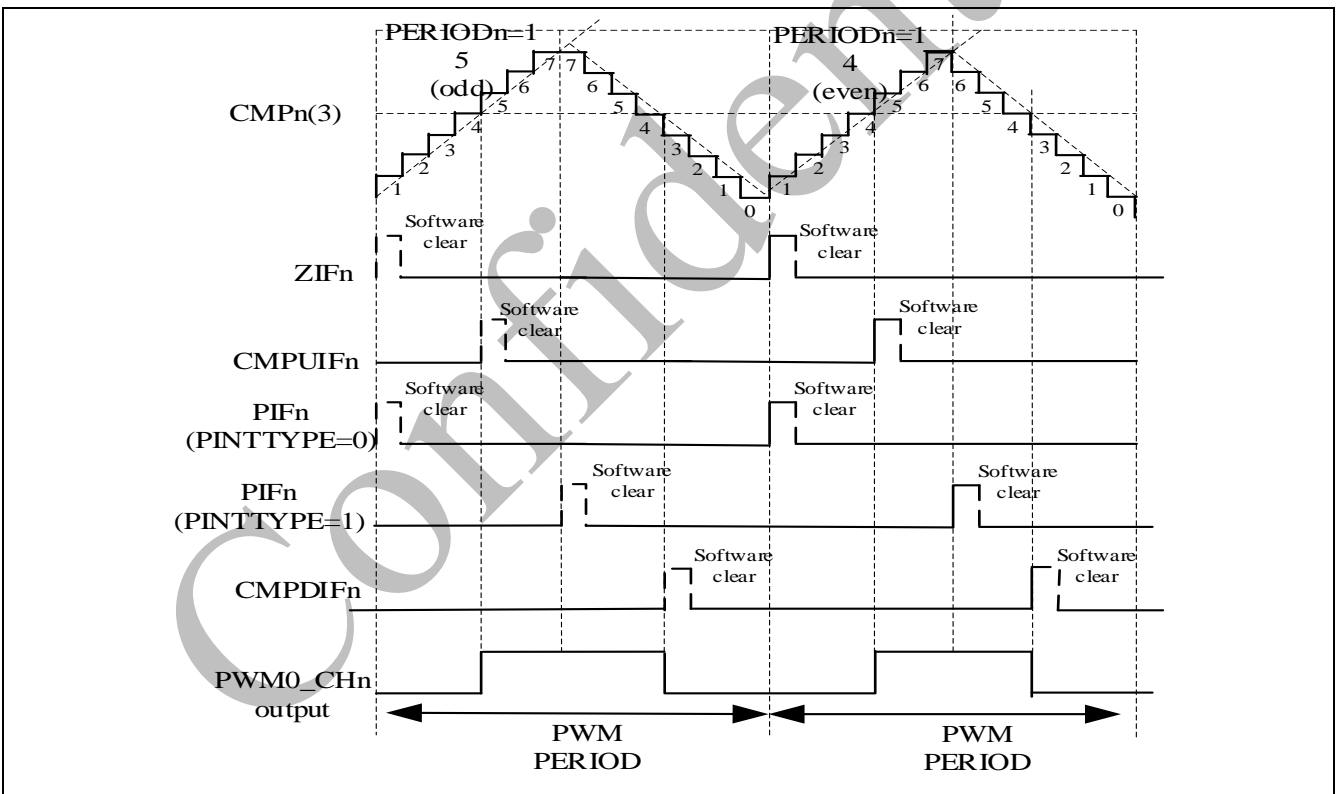 PERIODn=1
5
(odd)
PERIODn=1
4
(even)
CMPn(3)
1 2 3 4 5 6 7 7 6 5 4 3 2 1 0
1 2 3 4 5 6 7 6 5 4 3 2 1 0
ZIFn
Software
clear
Software
clear
CMPUIFn
Software
clear
Software
clear
PIFn
(PINTTYPE=0)
Software
clear
Software
clear
PIFn
(PINTTYPE=1)
Software
clear
Software
clear
CMPDIFn
Software
clear
Software
clear
PWM0_CHn
output
PWM
PERIOD
PWM
PERIOD
Confident